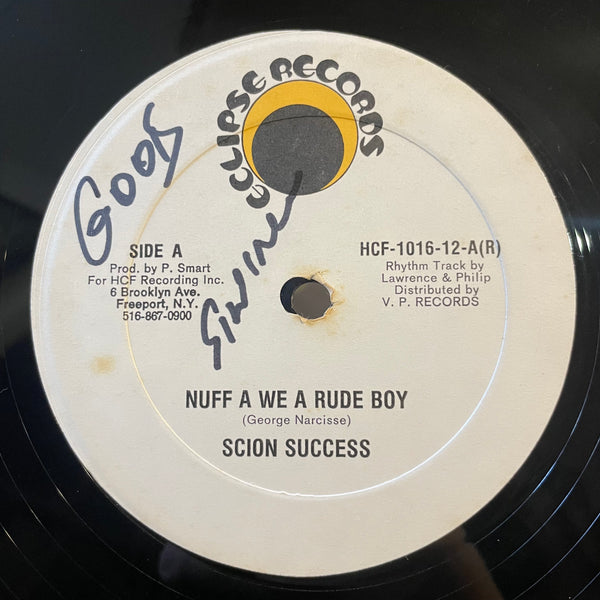 ECLIPSE RECORDS
GOOD
SIDE A
Prod. by P. Smart
For HCF Recording Inc.
6 Brooklyn Ave.
Freeport, N.Y.
516-867-0900
HCF-1016-12-A(R)
Rhythm Track by
Lawrence & Philip
Distributed by
V. P. RECORDS
NUFF A WE A RUDE BOY
(George Narcisse)
SCION SUCCESS